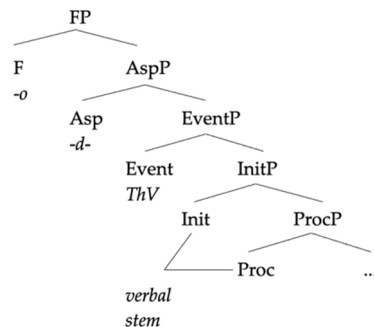 FP
F AspP
-o
Asp EventP
-d-
Event InitP
ThV
Init ProcP
Proc ...
verbal
stem